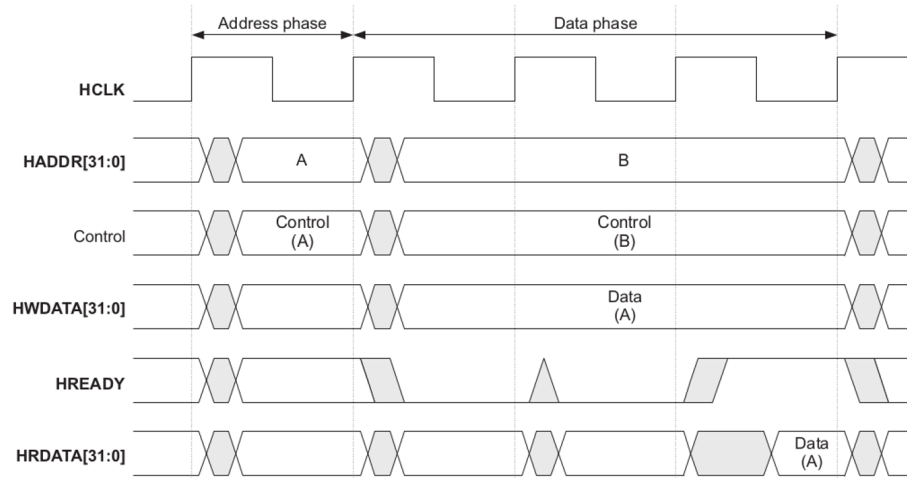 Address phase
Data phase
HCLK
HADDR[31:0]
A
B
Control
Control
(A)
Control
(B)
HWDATA[31:0]
Data
(A)
HREADY
HRDATA[31:0]
Data
(A)